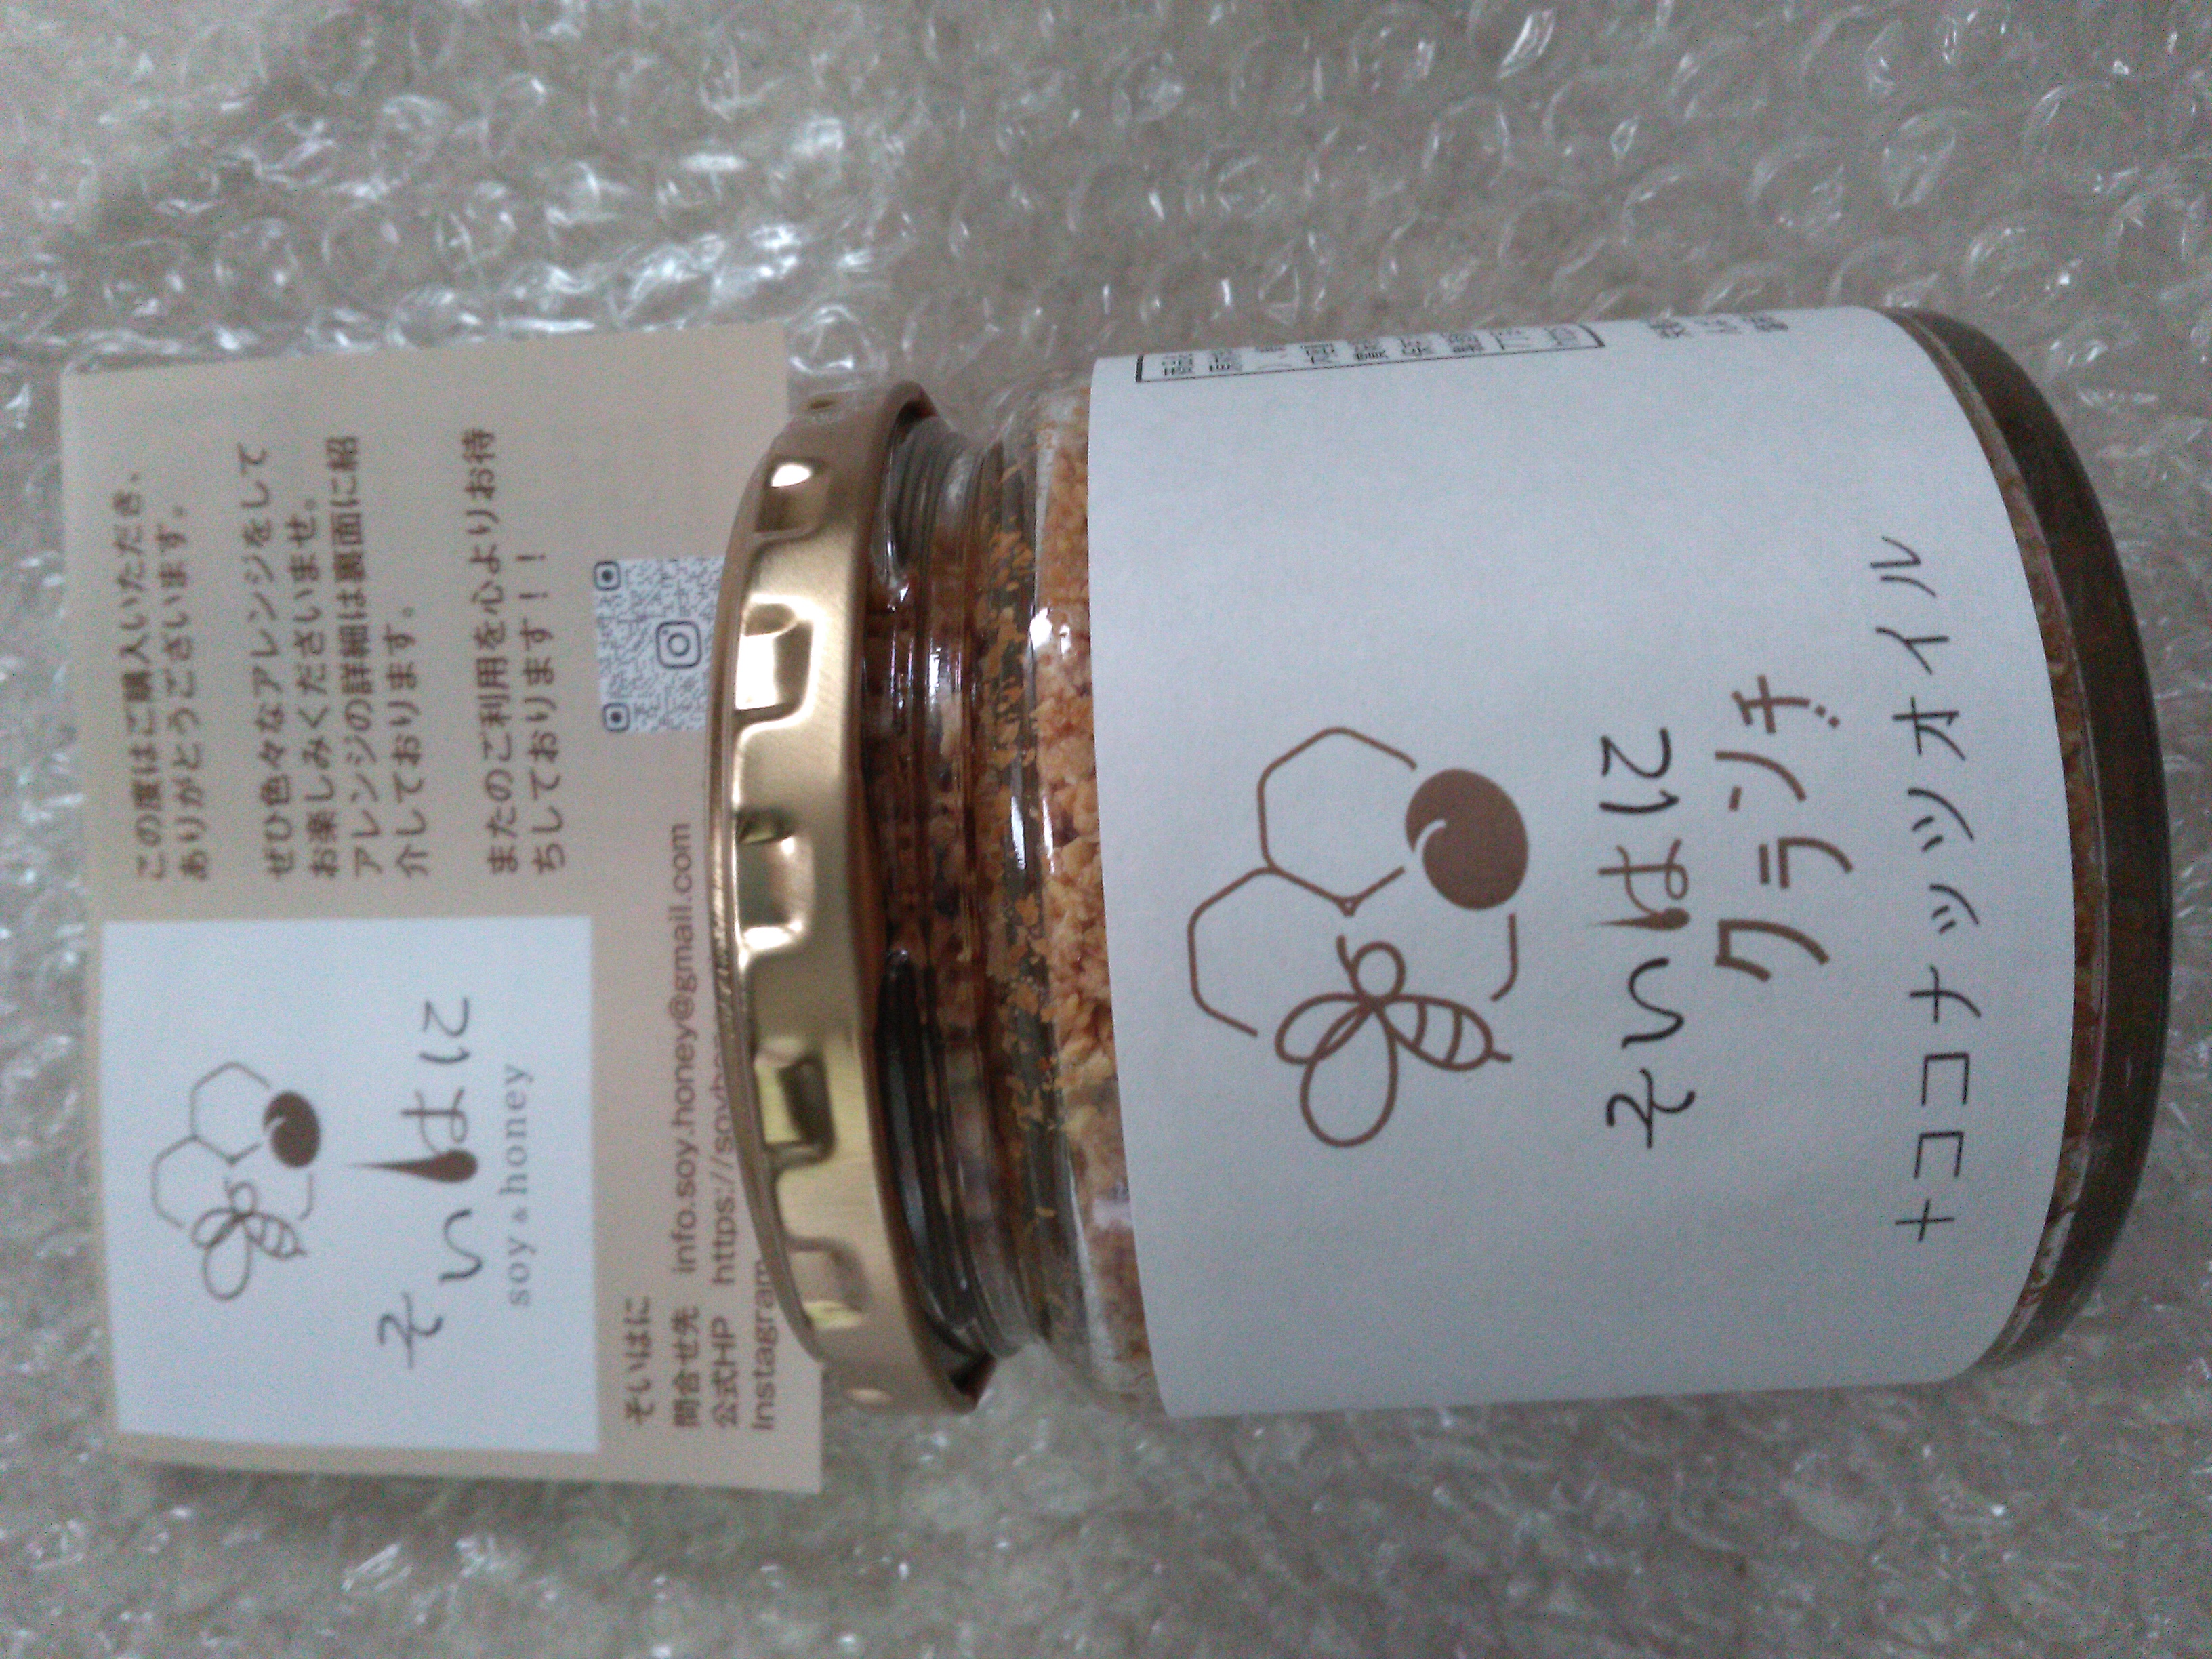 そいはに
soy & honey
この度はご購入いただき、
ありがとうございます。
ぜひ色々なアレンジをして
お楽しみくださいませ。
アレンジの詳細は裏面に紹
介しております。
またのご利用を心よりお待
ちしております！！
そいはに
問合せ先 info.soy.honey@gmail.com
公式HP https://soyho
Instagram
そいはに
クランチ
+ココナッツオイル